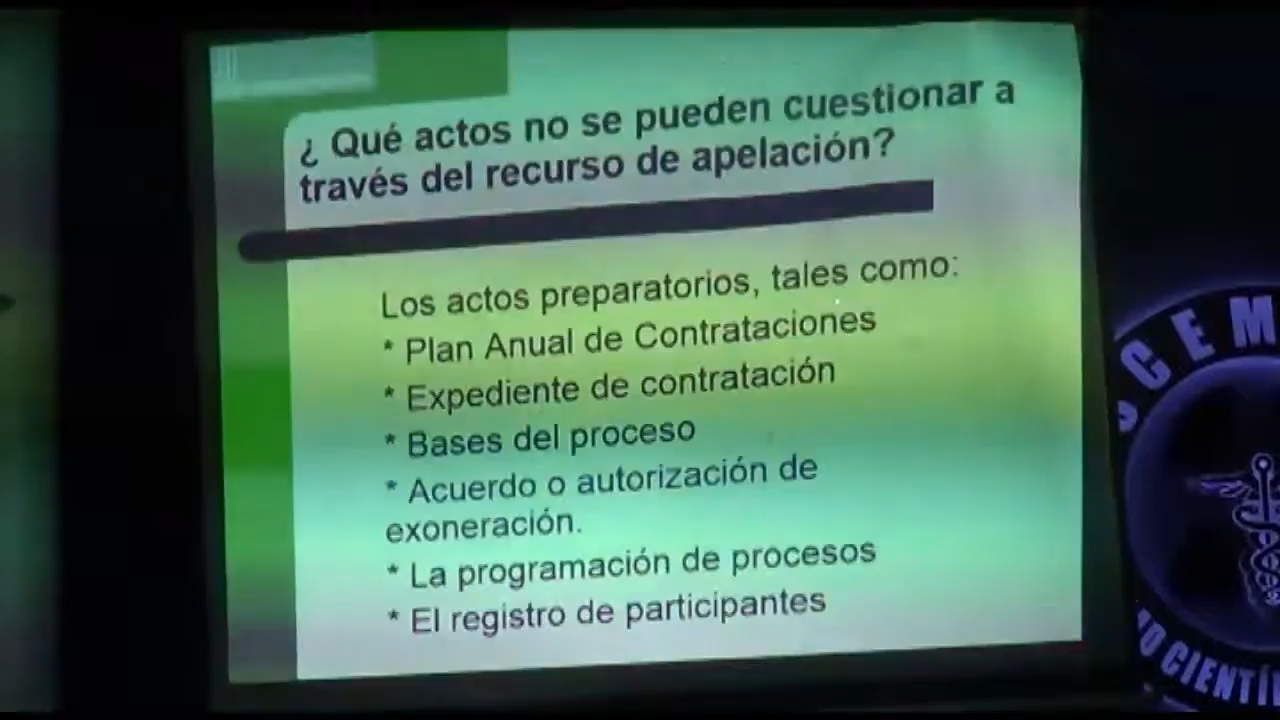 ¿ Qué actos no se pueden cuestionar a
través del recurso de apelación?
Los actos preparatorios, tales como:
* Plan Anual de Contrataciones
* Expediente de contratación
* Bases del proceso
* Acuerdo o autorización de
exoneración.
* La programación de procesos
* El registro de participantes
CEM